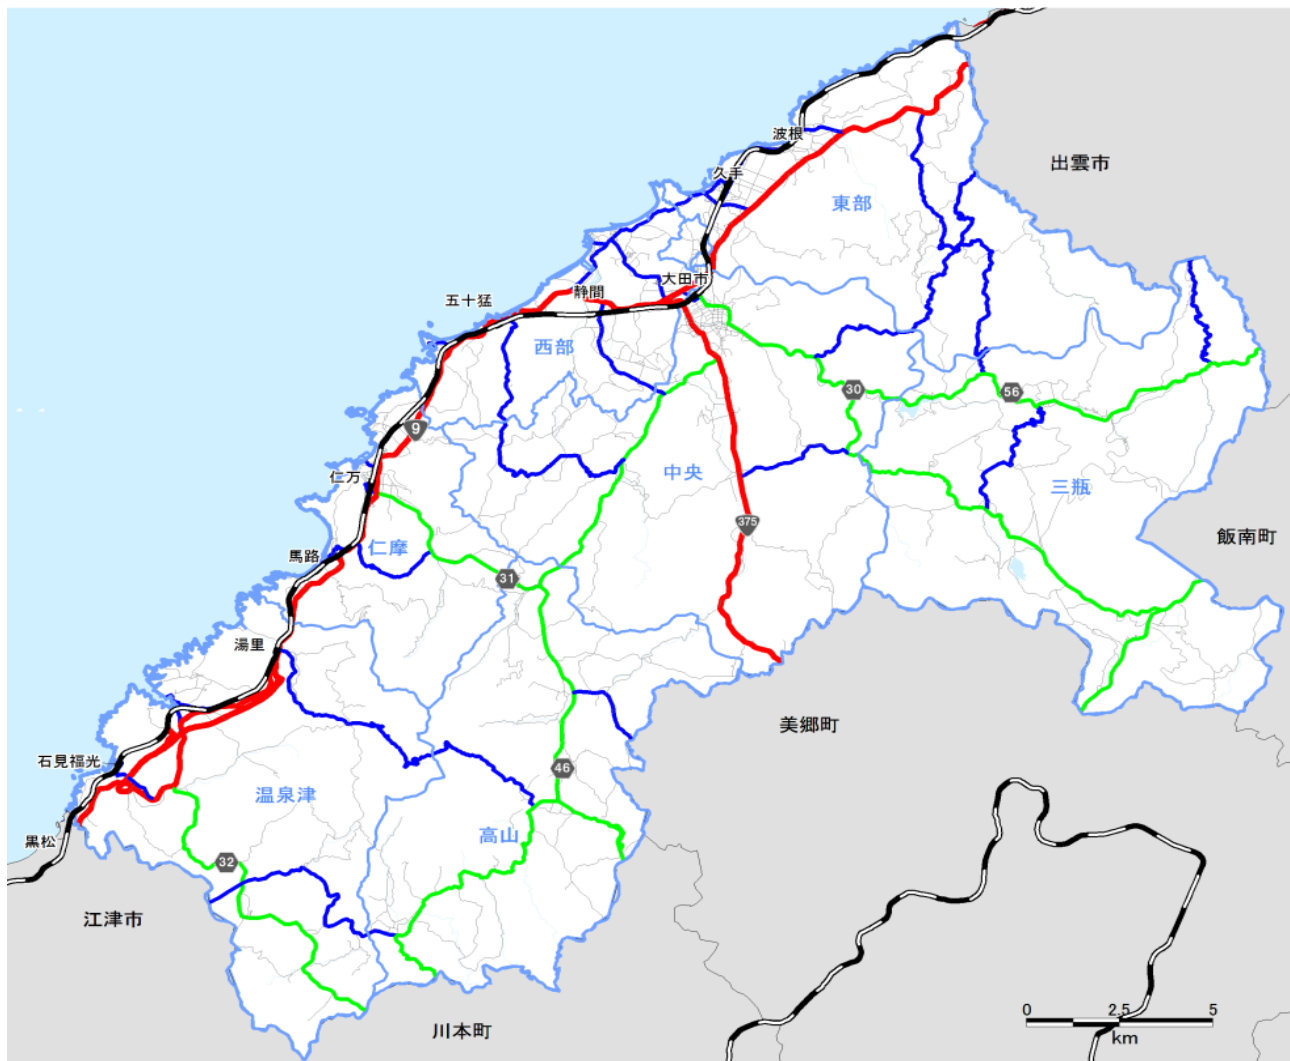 波根
出雲市
久手
東部
大田市
静間
五十猛
西部
30
56
9
中央
仁万
三瓶
375
飯南町
馬路
仁摩
31
湯里
美郷町
石見福光
46
温泉津
高山
黒松
32
江津市
0 2.5 5
km
川本町